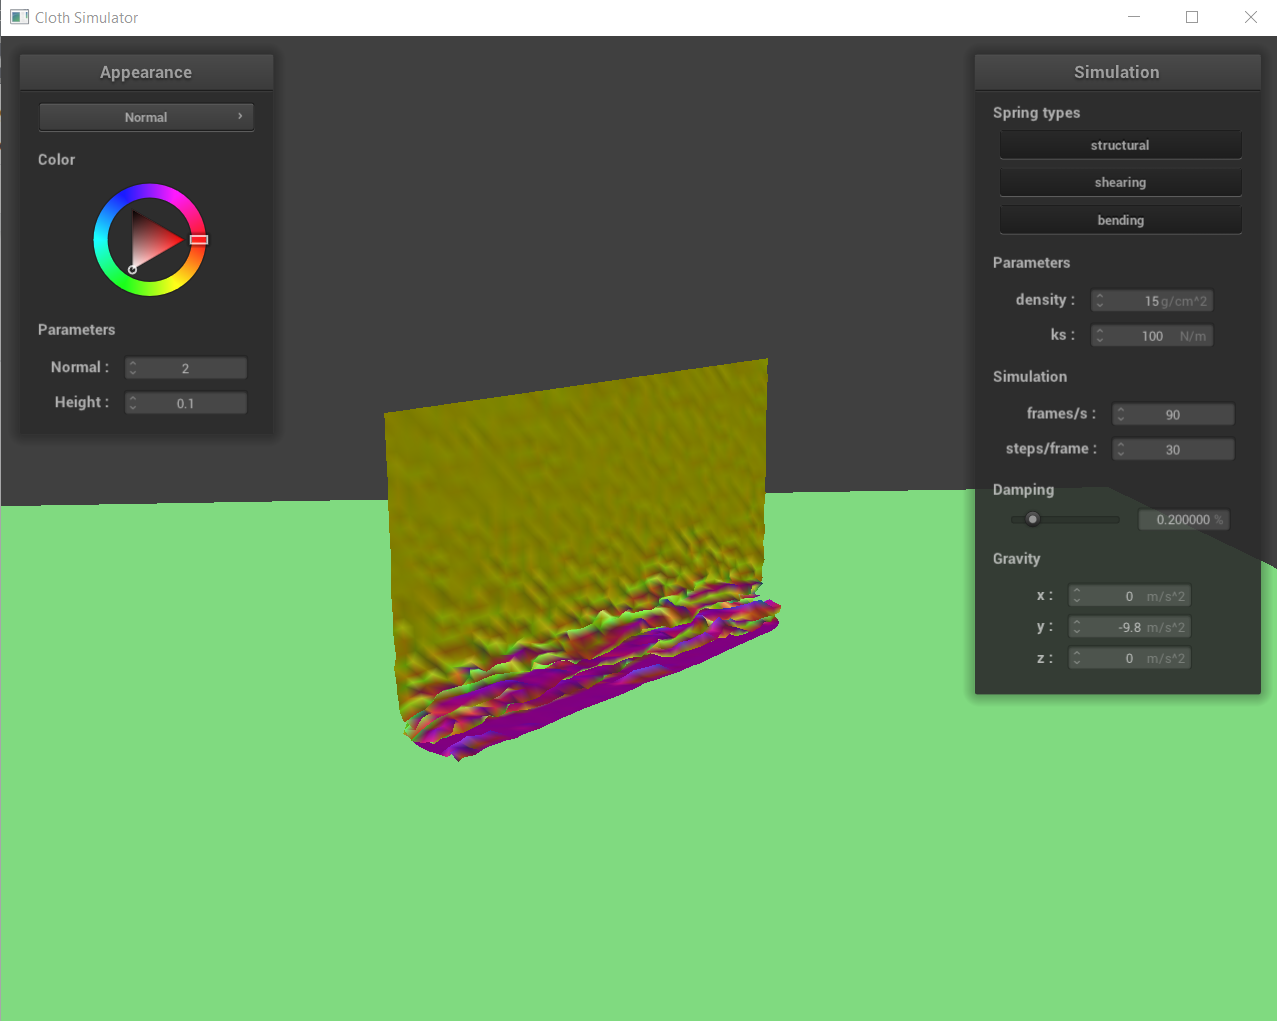 Cloth Simulator
Appearance
Normal
Color
Parameters
Normal : 2
Height : 0.1
Simulation
Spring types
structural
shearing
bending
Parameters
density : 15 g/cm^2
ks : 100 N/m
Simulation
frames/s : 90
steps/frame : 30
Damping
0.200000 %
Gravity
x : 0 m/s^2
y : -9.8 m/s^2
z : 0 m/s^2